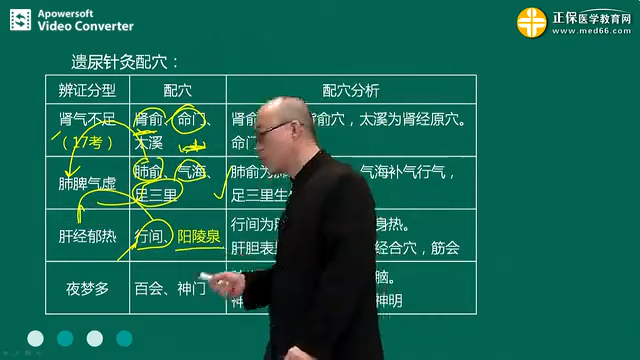 Apowersoft
Video Converter
正保医学教育网
www.med66.com
遗尿针灸配穴：
辨证分型 配穴 配穴分析
肾气不足 肾俞、命门、 俞穴，太溪为肾经原穴。
（17考） 太溪 命门
肺脾气虚 肺俞、气海、 肺俞为 气海补气行气，
足三里 足三里生
肝经郁热 行间、阳陵泉 行间为 身热。
肝胆表 经合穴，筋会
夜梦多 百会、神门 脑。
神 神明